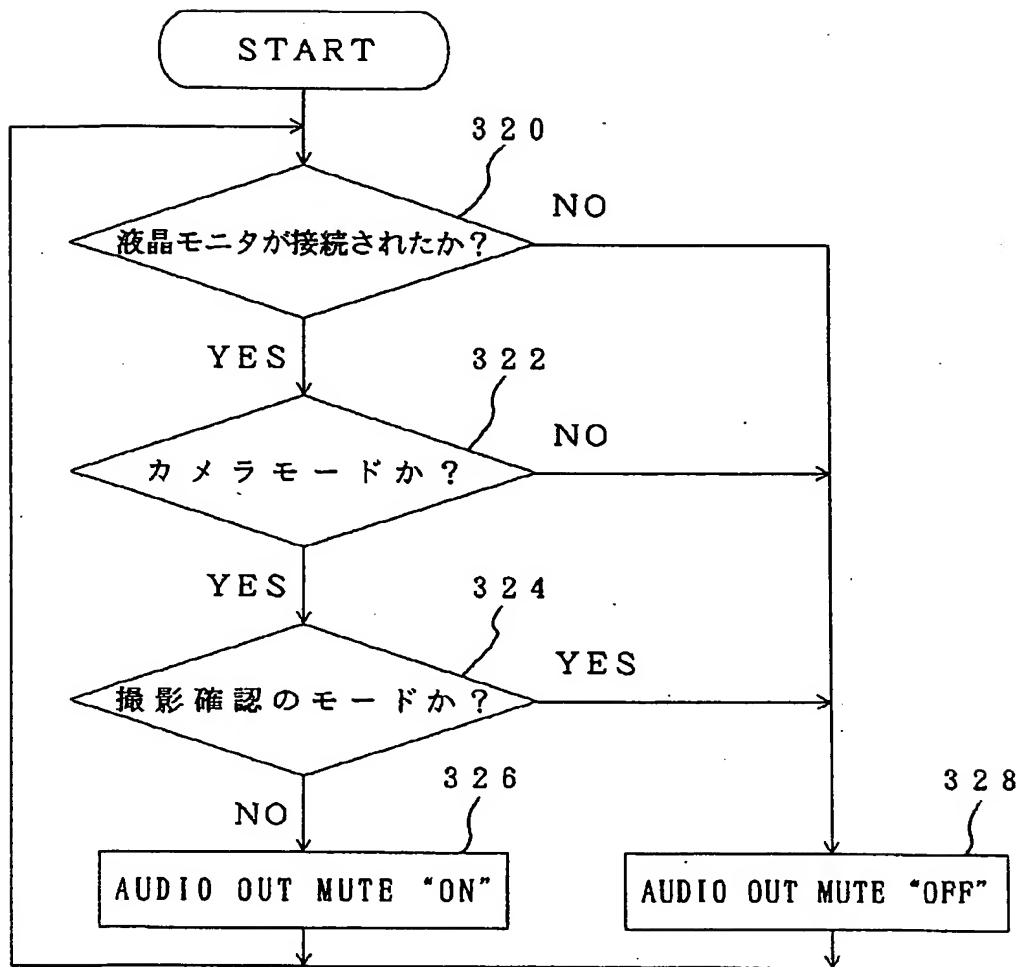 START
320
液晶モニタが接続されたか？
NO
YES
322
カメラモードか？
NO
YES
324
撮影確認のモードか？
YES
NO
326
AUDIO OUT MUTE “ON”
328
AUDIO OUT MUTE “OFF”